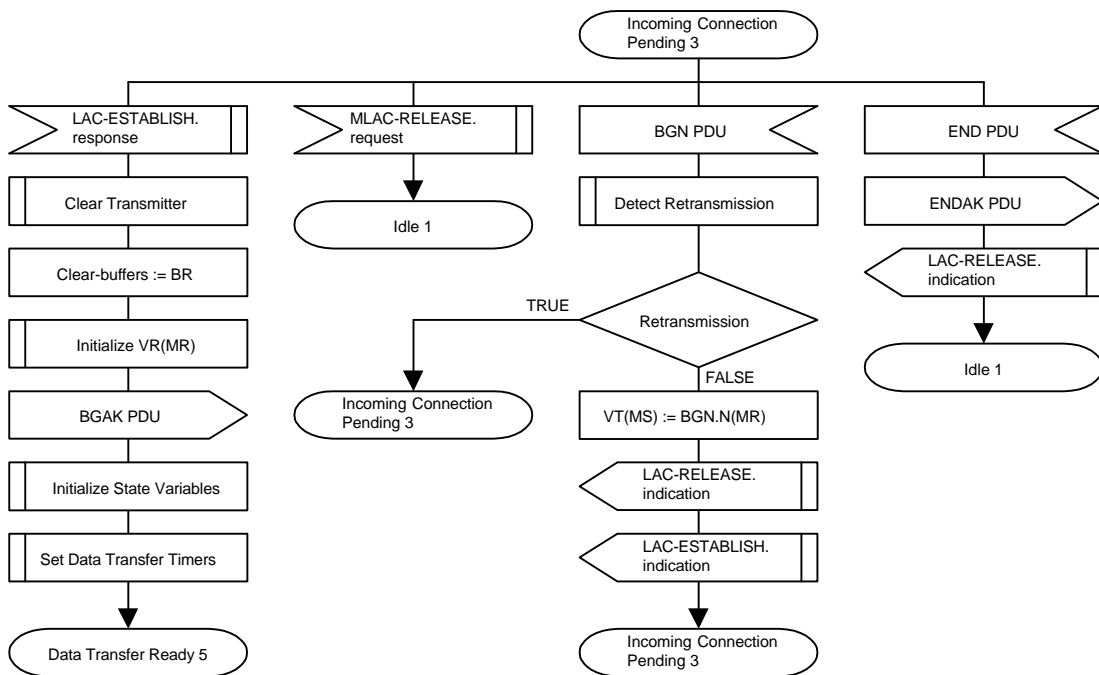 Incoming Connection
Pending 3
LAC-ESTABLISH.
response
Clear Transmitter
Clear-buffers := BR
Initialize VR(MR)
BGAK PDU
Initialize State Variables
Set Data Transfer Timers
Data Transfer Ready 5
MLAC-RELEASE.
request
Idle 1
BGN PDU
Detect Retransmission
Retransmission
TRUE
Incoming Connection
Pending 3
FALSE
VT(MS) := BGN.N(MR)
LAC-RELEASE.
indication
LAC-ESTABLISH.
indication
Incoming Connection
Pending 3
END PDU
ENDAK PDU
LAC-RELEASE.
indication
Idle 1